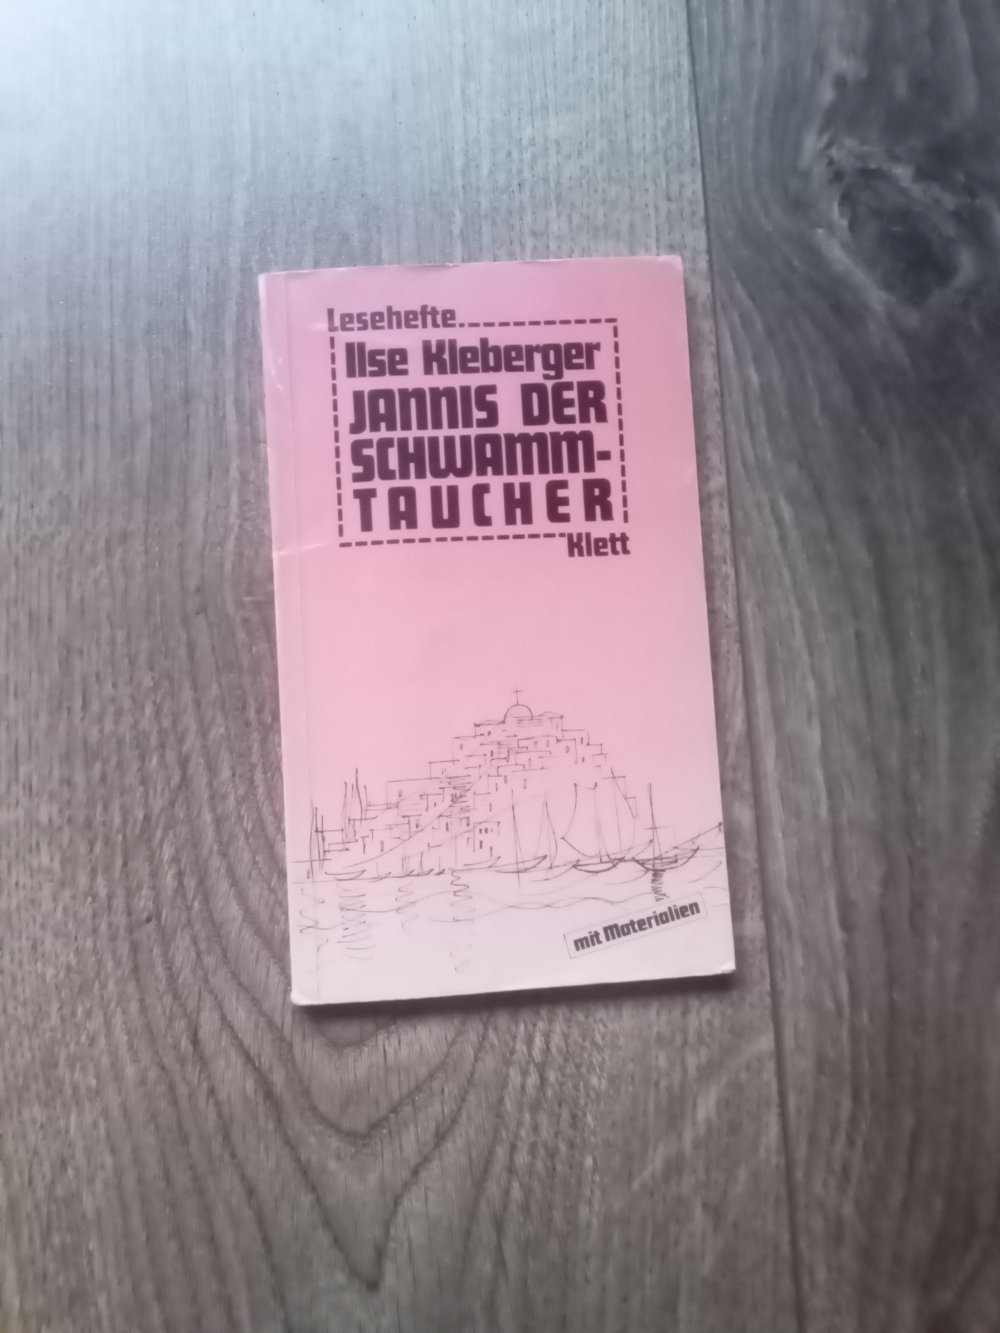 Lesehefte
Ilse Kleberger
JANNIS DER
SCHWAMM-
TAUCHER
Klett
mit Materialien